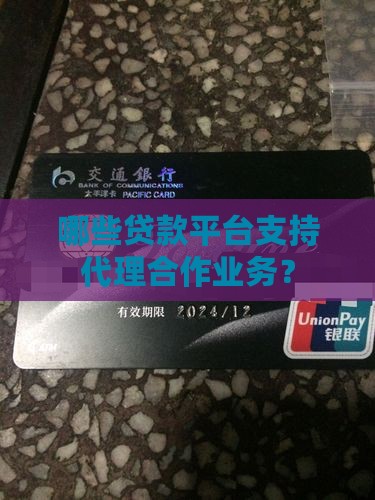 交通銀行
BANK OF COMMUNICATIONS
太平洋卡 PACIFIC CARD
哪些贷款平台支持
代理合作业务？
有效期限 2024/12
UnionPay
银联
ATM